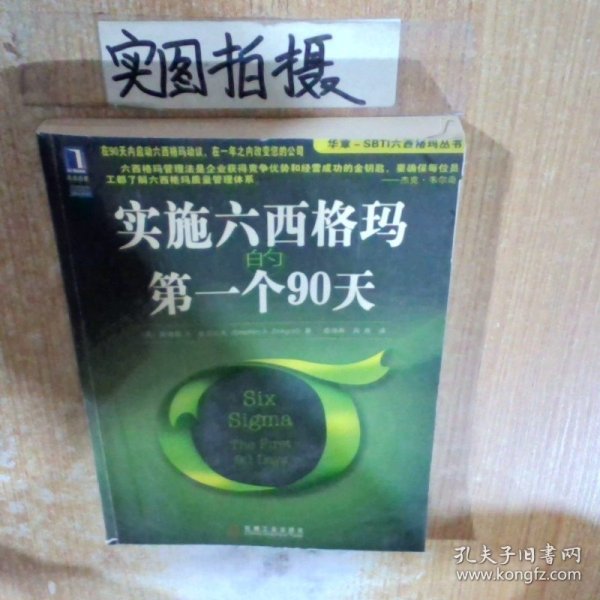 实图拍摄
华章-SBTI六西格玛丛书
在90天内启动六西格玛动议，在一年之内改变您的公司
六西格玛管理法是企业获得竞争优势和经营成功的金钥匙，要确保每位员
工都了解六西格玛质量管理体系。
——杰克·韦尔奇
实施六西格玛
的
第一个90天
Six
Sigma
The First
90 Days
机械工业出版社
孔夫子旧书网
www.kongfz.com